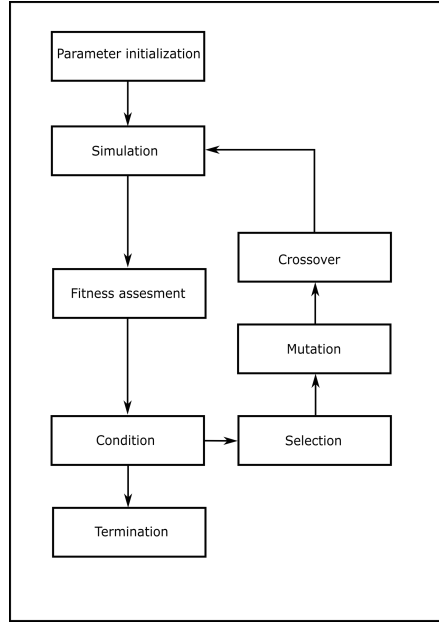 Parameter initialization
Simulation
Crossover
Fitness assesment
Mutation
Condition
Selection
Termination